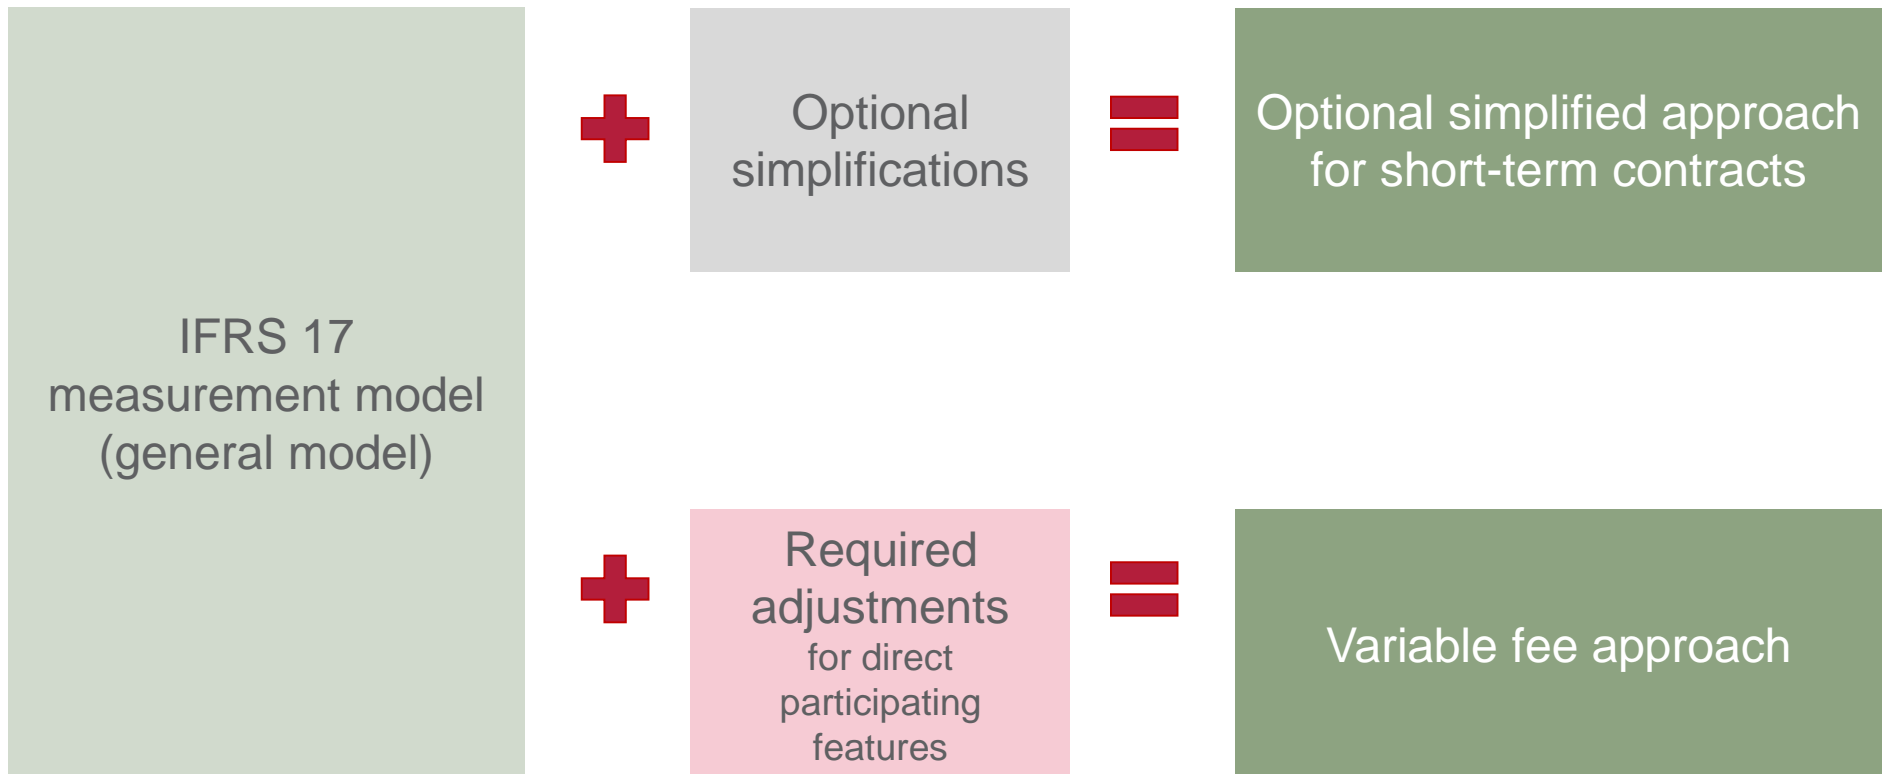 IFRS 17
measurement model
(general model)
Optional
simplifications
Optional simplified approach
for short-term contracts
Required
adjustments
for direct
participating
features
Variable fee approach